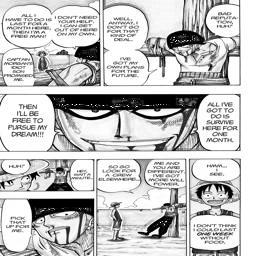 BAD
REPUTA-
TION,
HUH?
WELL,
ANYWAY, I
DON'T GO
FOR THAT
KIND OF
DEAL.
I'VE
GOT MY
OWN PLANS
FOR THE
FUTURE.
I DON'T NEED
YOUR HELP,
I CAN GET
OUT OF HERE
ON MY OWN.
ALL I
HAVE TO DO IS
LAST FOR A
MONTH HERE,
THEN I'M A
FREE MAN!
CAPTAIN
MORGAN'S
IDIOT
SON
PROMISED
ME.
ALL I'VE
GOT TO
DO IS
SURVIVE
HERE FOR
ONE
MONTH.
THEN
I'LL BE
FREE TO
PURSUE MY
DREAM!!!
HMM...
...SEE,
I DON'T THINK
I COULD LAST
ONE WEEK
WITHOUT
FOOD.
ME AND
YOU ARE
DIFFERENT.
I'VE GOT
MORE WILL
POWER.
SO GO
LOOK FOR
A CREW
ELSEWHERE...
HEY,
WAIT A
MINUTE.
HUH?
PICK
THAT
UP FOR
ME.